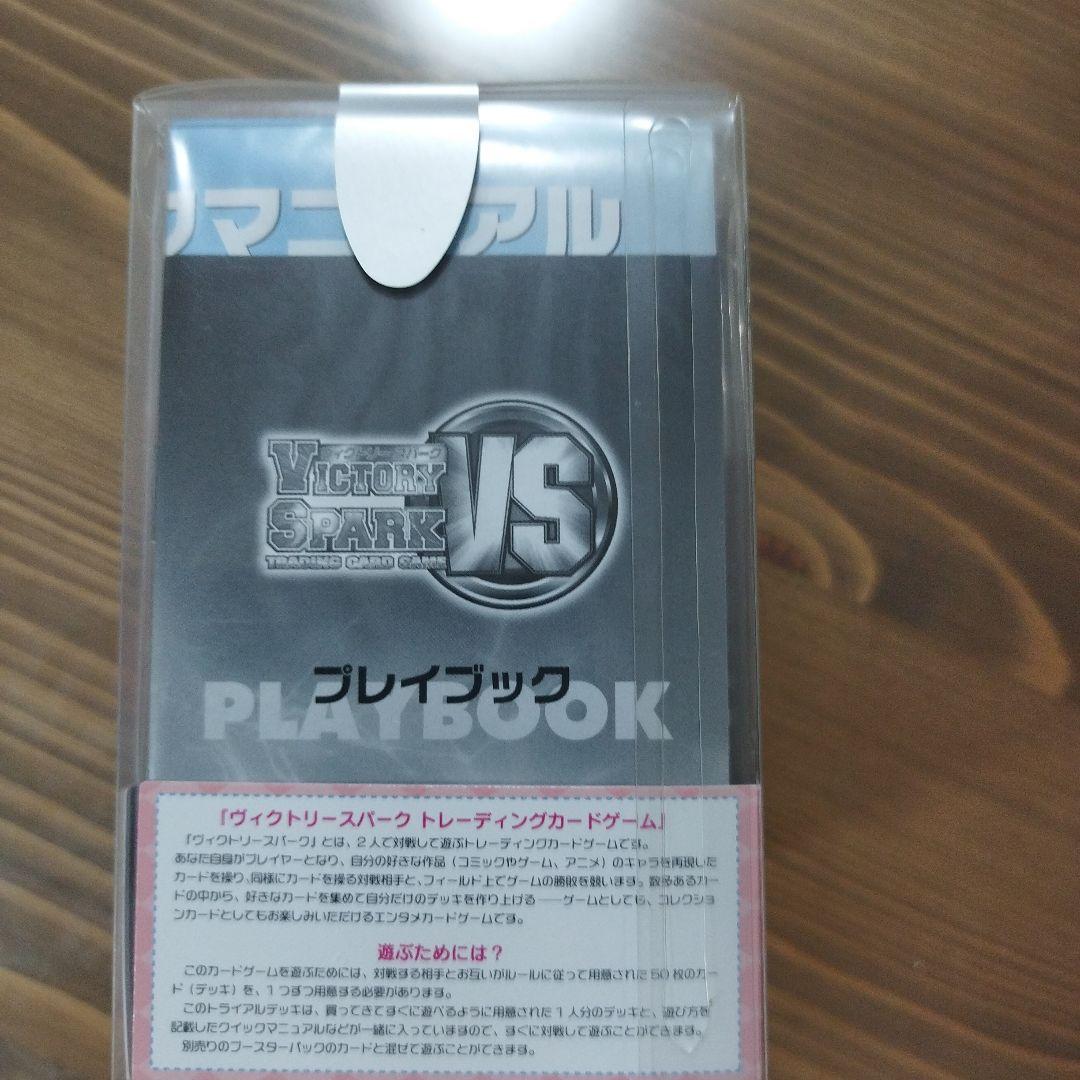 クマニュアル
ヴィクトリースパーク
VICTORY
SPARK
VS
TRADING CARD GAME
プレイブック
PLAYBOOK
「ヴィクトリースパーク トレーディングカードゲーム」
「ヴィクトリースパーク」とは、2人で対戦して遊ぶトレーディングカードゲームです。
あなた自身がプレイヤーとなり、自分の好きな作品（コミックやゲーム、アニメ）のキャラを再現した
カードを操り、同様にカードを操る対戦相手と、フィールド上でゲームの勝敗を競います。数多あるカー
ドの中から、好きなカードを集めて自分だけのデッキを作り上げる――ゲームとしても、コレクショ
ンカードとしてもお楽しみいただけるエンタメカードゲームです。
遊ぶためには？
このカードゲームを遊ぶためには、対戦する相手とお互いがルールに従って用意された50枚のカー
ド（デッキ）を、1つずつ用意する必要があります。
このトライアルデッキは、買ってきてすぐに遊べるように用意された1人分のデッキと、遊び方を
記載したクイックマニュアルなどが一緒に入っていますので、すぐに対戦して遊ぶことができます。
別売りのブースターパックのカードと混ぜて遊ぶことができます。